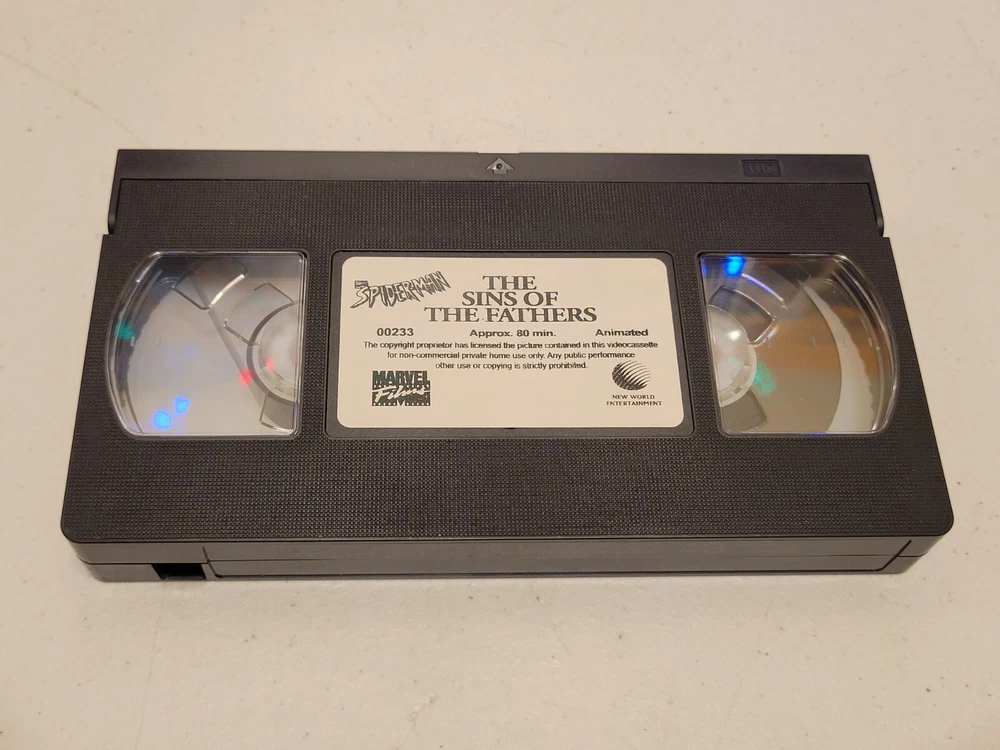 VHS
SPIDER-MAN
THE
SINS OF
THE FATHERS
00233 Approx. 80 min. Animated
The copyright proprietor has licensed the picture contained in this videocassette
for non-commercial private home use only. Any public performance
other use or copying is strictly prohibited.
MARVEL
Films
NEW WORLD
ENTERTAINMENT